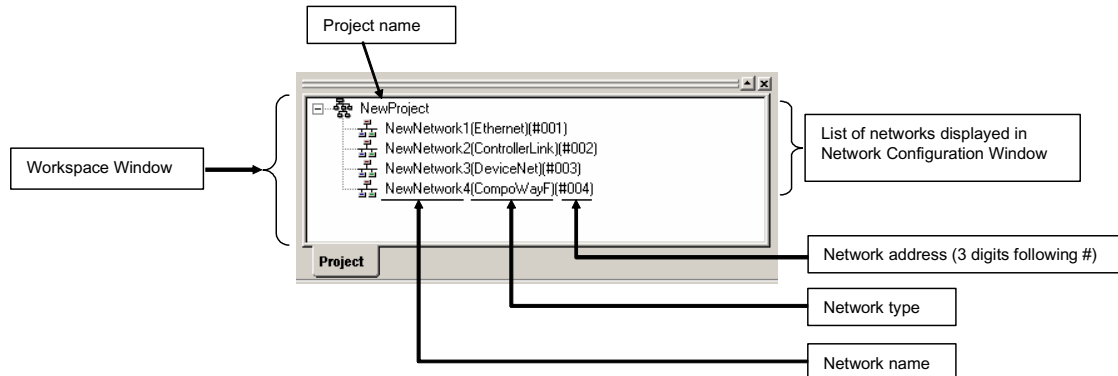 Project name
NewProject
NewNetwork1(Ethernet)(#001)
NewNetwork2(ControllerLink)(#002)
NewNetwork3(DeviceNet)(#003)
NewNetwork4(CompoWayF)(#004)
Project
Workspace Window
List of networks displayed in
Network Configuration Window
Network address (3 digits following #)
Network type
Network name